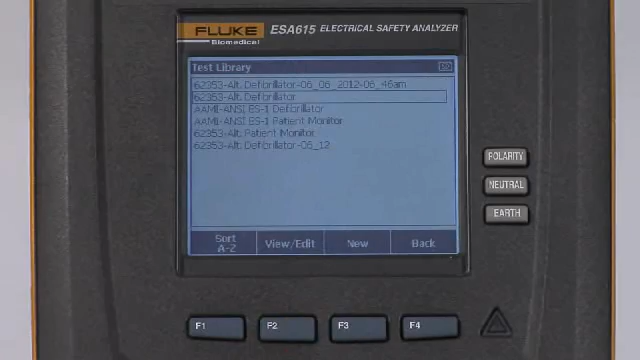 FLUKE
Biomedical
ESA615 ELECTRICAL SAFETY ANALYZER
Test Library
62353-Alt. Defibrillator-06_06_2012-06_46am
62353-Alt. Defibrillator
AAMI-ANSI ES-1 Defibrillator
AAMI-ANSI ES-1 Patient Monitor
62353-Alt. Patient Monitor
62353-Alt. Defibrillator-06_12
Sort
A-Z
View/Edit
New
Back
POLARITY
NEUTRAL
EARTH
F1
F2
F3
F4